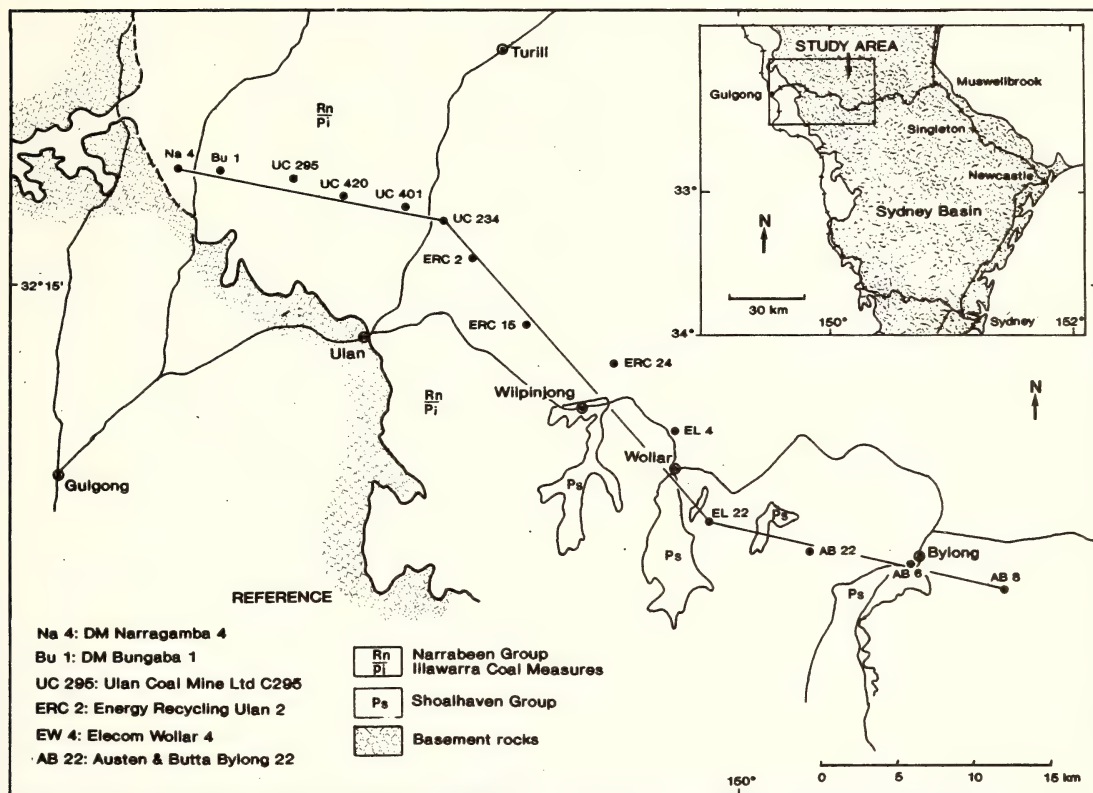 Turill
Rn
Pi
Na 4
Bu 1
UC 295
UC 420
UC 401
UC 234
ERC 2
32°15'
ERC 15
Ulan
ERC 24
Wilpinjong
Rn
Pi
EL 4
Wollar
Gulgong
Ps
EL 22
Ps
Ps
AB 22
Bylong
AB 6
AB 8
Ps
N
STUDY AREA
Muswellbrook
Gulgong
Singleton
Newcastle
33°
Sydney Basin
N
30 km
Sydney
34°
150°
152°
REFERENCE
Na 4: DM Narragamba 4
Bu 1: DM Bungaba 1
UC 295: Ulan Coal Mine Ltd C295
ERC 2: Energy Recycling Ulan 2
EW 4: Elecom Wollar 4
AB 22: Austen & Butta Bylong 22
Rn Narrabeen Group
Pi Illawarra Coal Measures
Ps Shoalhaven Group
Basement rocks
150°
0 5 10 15 km